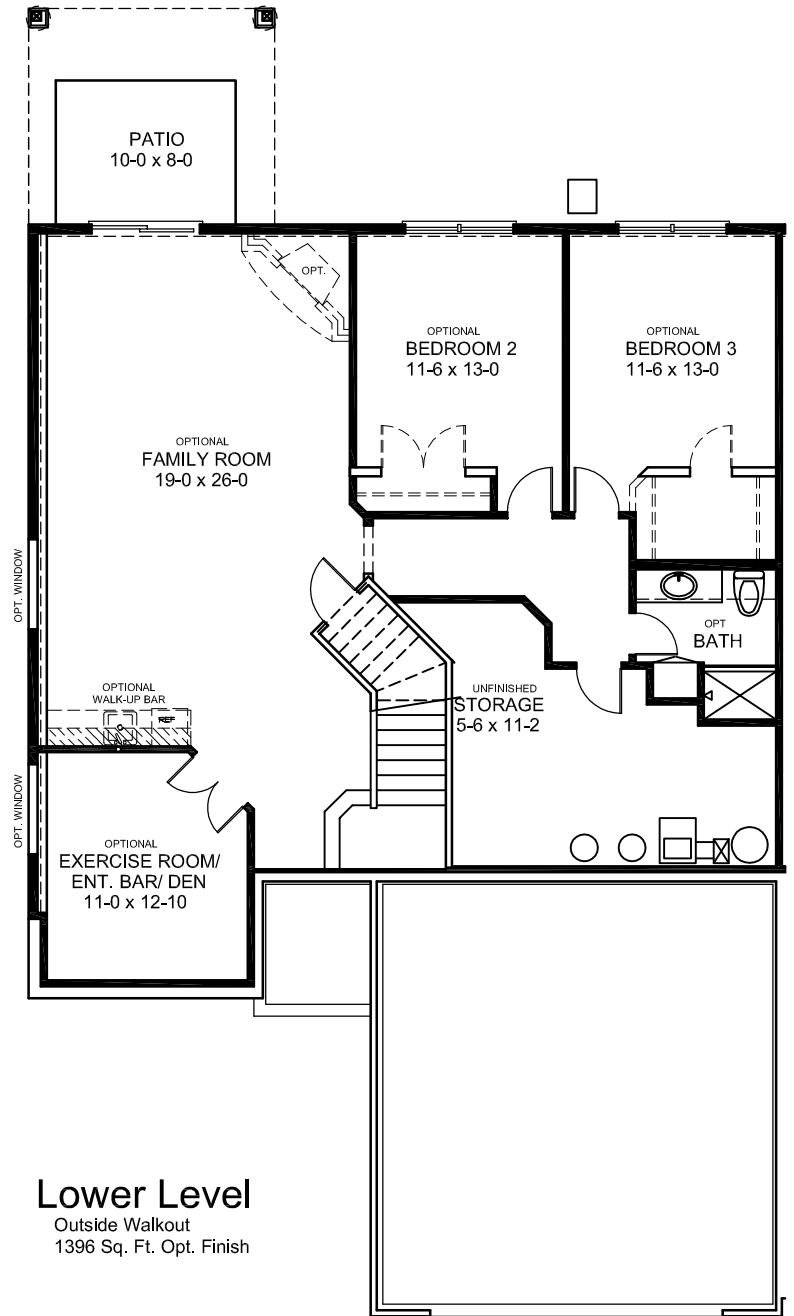 PATIO
10-0 x 8-0
OPT.
OPTIONAL
BEDROOM 2
11-6 x 13-0
OPTIONAL
BEDROOM 3
11-6 x 13-0
OPTIONAL
FAMILY ROOM
19-0 x 26-0
OPT. WINDOW
OPT
BATH
OPTIONAL
WALK-UP BAR
REF
UNFINISHED
STORAGE
5-6 x 11-2
OPT. WINDOW
OPTIONAL
EXERCISE ROOM/
ENT. BAR/ DEN
11-0 x 12-10
Lower Level
Outside Walkout
1396 Sq. Ft. Opt. Finish